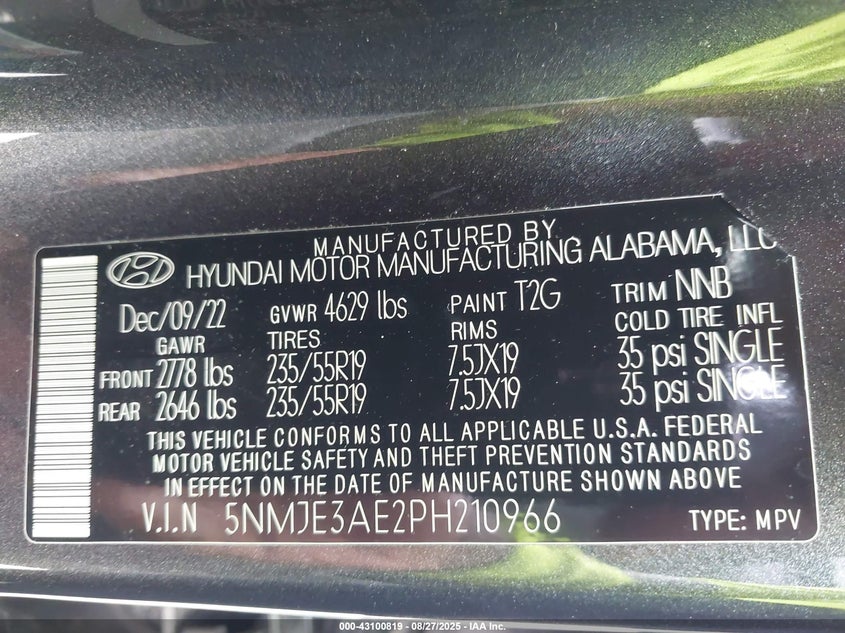 MANUFACTURED BY
HYUNDAI MOTOR MANUFACTURING ALABAMA, LLC
Dec/09/22 GVWR 4629 lbs PAINT T2G TRIM NNB
GAWR TIRES RIMS COLD TIRE INFL
FRONT 2778 lbs 235/55R19 7.5JX19 35 psi SINGLE
REAR 2646 lbs 235/55R19 7.5JX19 35 psi SINGLE
THIS VEHICLE CONFORMS TO ALL APPLICABLE U.S.A. FEDERAL
MOTOR VEHICLE SAFETY AND THEFT PREVENTION STANDARDS
IN EFFECT ON THE DATE OF MANUFACTURE SHOWN ABOVE
V.I.N 5NMJE3AE2PH210966 TYPE: MPV
000-43100819 - 08/27/2025 - IAA Inc.